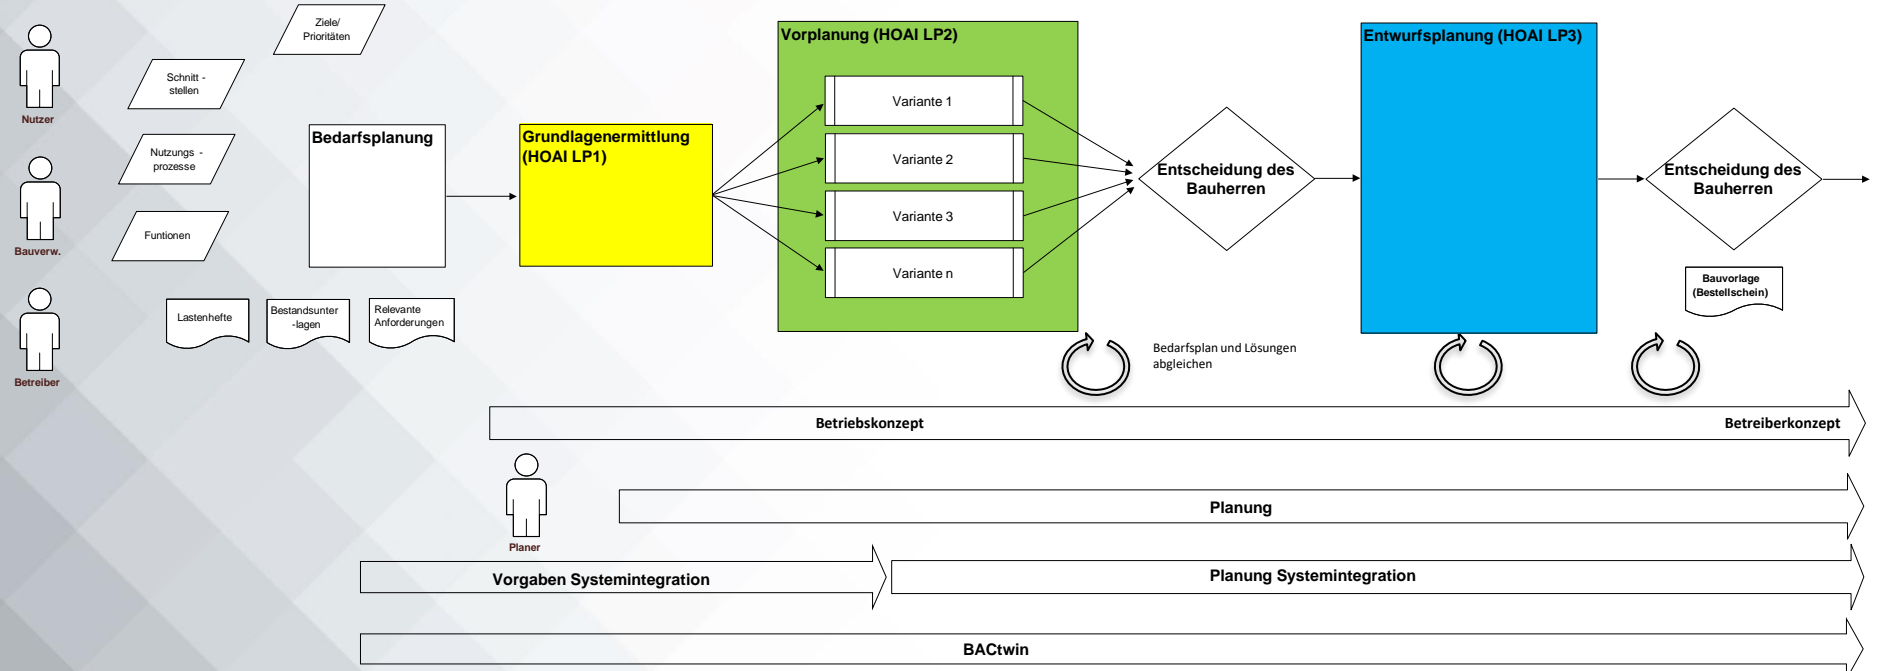 Ziele/
Prioritäten
Schnitt -
stellen
Nutzer
Nutzungs -
prozesse
Bauverw.
Funtionen
Betreiber
Lastenhefte
Bestandsunter
-lagen
Relevante
Anforderungen
Bedarfsplanung
Grundlagenermittlung
(HOAI LP1)
Vorplanung (HOAI LP2)
Variante 1
Variante 2
Variante 3
Variante n
Entscheidung des
Bauherren
Entwurfsplanung (HOAI LP3)
Entscheidung des
Bauherren
Bauvorlage
(Bestellschein)
Bedarfsplan und Lösungen
abgleichen
Betriebskonzept
Betreiberkonzept
Planer
Planung
Vorgaben Systemintegration
Planung Systemintegration
BACtwin